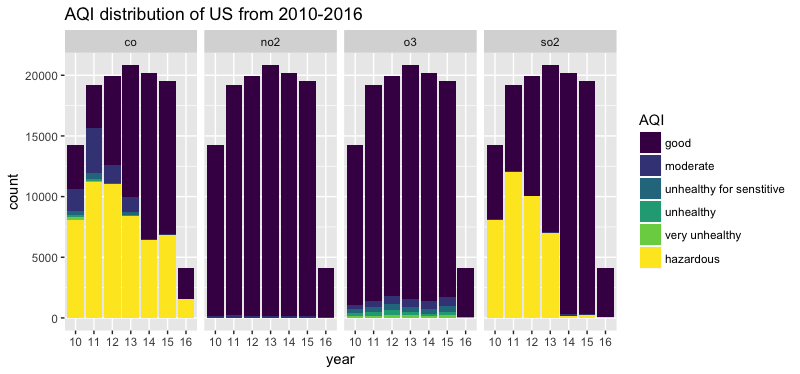 AQI distribution of US from 2010-2016
co no2 o3 so2
20000
15000
10000
5000
0
count
10 11 12 13 14 15 16 10 11 12 13 14 15 16 10 11 12 13 14 15 16 10 11 12 13 14 15 16
year
AQI
good
moderate
unhealthy for senstitive
unhealthy
very unhealthy
hazardous